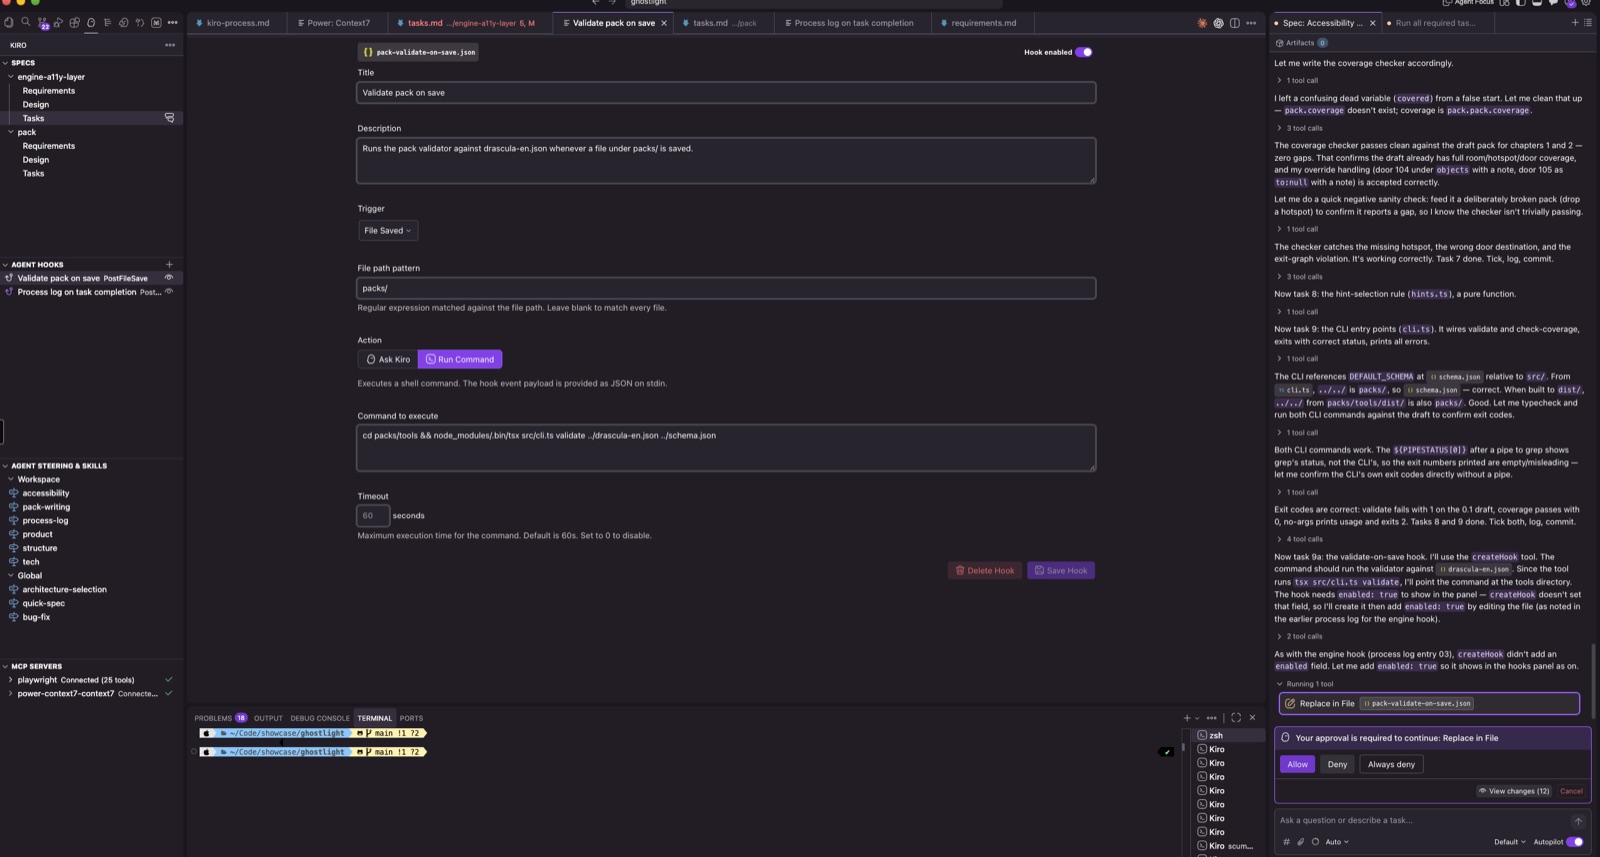 ghostlight
Agent Focus
kiro-process.md
Power: Context7
tasks.md .../engine-a11y-layer 5, M
Validate pack on save
tasks.md .../pack
Process log on task completion
requirements.md
Spec: Accessibility ...
Run all required tas...
22
KIRO
SPECS
engine-a11y-layer
Requirements
Design
Tasks
pack
Requirements
Design
Tasks
AGENT HOOKS
Validate pack on save PostFileSave
Process log on task completion Post...
AGENT STEERING & SKILLS
Workspace
accessibility
pack-writing
process-log
product
structure
tech
Global
architecture-selection
quick-spec
bug-fix
MCP SERVERS
playwright Connected (25 tools)
power-context7-context7 Connecte...
{} pack-validate-on-save.json
Hook enabled
Title
Validate pack on save
Description
Runs the pack validator against drascula-en.json whenever a file under packs/ is saved.
Trigger
File Saved
File path pattern
packs/
Regular expression matched against the file path. Leave blank to match every file.
Action
Ask Kiro
Run Command
Executes a shell command. The hook event payload is provided as JSON on stdin.
Command to execute
cd packs/tools && node_modules/.bin/tsx src/cli.ts validate ../drascula-en.json ../schema.json
Timeout
60 seconds
Maximum execution time for the command. Default is 60s. Set to 0 to disable.
Delete Hook
Save Hook
PROBLEMS 18 OUTPUT DEBUG CONSOLE TERMINAL PORTS
~/Code/showcase/ghostlight main !1 ?2
~/Code/showcase/ghostlight main !1 ?2
zsh
Kiro
Kiro
Kiro
Kiro
Kiro
Kiro
Kiro
Kiro scum...
Artifacts 0
Let me write the coverage checker accordingly.
1 tool call
I left a confusing dead variable (covered) from a false start. Let me clean that up
— pack.coverage doesn't exist; coverage is pack.pack.coverage.
3 tool calls
The coverage checker passes clean against the draft pack for chapters 1 and 2 —
zero gaps. That confirms the draft already has full room/hotspot/door coverage,
and my override handling (door 104 under objects with a note, door 105 as
to:null with a note) is accepted correctly.
Let me do a quick negative sanity check: feed it a deliberately broken pack (drop
a hotspot) to confirm it reports a gap, so I know the checker isn't trivially passing.
1 tool call
The checker catches the missing hotspot, the wrong door destination, and the
exit-graph violation. It's working correctly. Task 7 done. Tick, log, commit.
3 tool calls
Now task 8: the hint-selection rule (hints.ts), a pure function.
1 tool call
Now task 9: the CLI entry points (cli.ts). It wires validate and check-coverage,
exits with correct status, prints all errors.
1 tool call
The CLI references DEFAULT_SCHEMA at {} schema.json relative to src/. From
cli.ts, ../../ is packs/, so {} schema.json — correct. When built to dist/,
../../ from packs/tools/dist/ is also packs/. Good. Let me typecheck and
run both CLI commands against the draft to confirm exit codes.
1 tool call
Both CLI commands work. The ${PIPESTATUS[0]} after a pipe to grep shows
grep's status, not the CLI's, so the exit numbers printed are empty/misleading —
let me confirm the CLI's own exit codes directly without a pipe.
1 tool call
Exit codes are correct: validate fails with 1 on the 0.1 draft, coverage passes with
0, no-args prints usage and exits 2. Tasks 8 and 9 done. Tick both, log, commit.
4 tool calls
Now task 9a: the validate-on-save hook. I'll use the createHook tool. The
command should run the validator against {} drascula-en.json. Since the tool
runs tsx src/cli.ts validate, I'll point the command at the tools directory.
The hook needs enabled: true to show in the panel — createHook doesn't set
that field, so I'll create it then add enabled: true by editing the file (as noted in
the earlier process log for the engine hook).
2 tool calls
As with the engine hook (process log entry 03), createHook didn't add an
enabled field. Let me add enabled: true so it shows in the hooks panel as on.
Running 1 tool
Replace in File {} pack-validate-on-save.json
Your approval is required to continue: Replace in File
Allow
Deny
Always deny
View changes (12)
Cancel
Ask a question or describe a task...
Auto
Default
Autopilot